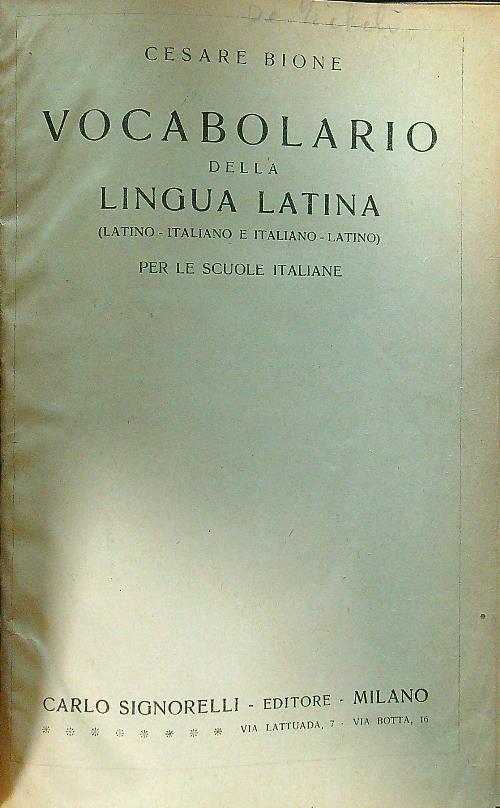 CESARE BIONE
VOCABOLARIO
DELLA
LINGUA LATINA
(LATINO - ITALIANO E ITALIANO - LATINO)
PER LE SCUOLE ITALIANE
CARLO SIGNORELLI - EDITORE - MILANO
VIA LATTUADA, 7 - VIA BOTTA, 16